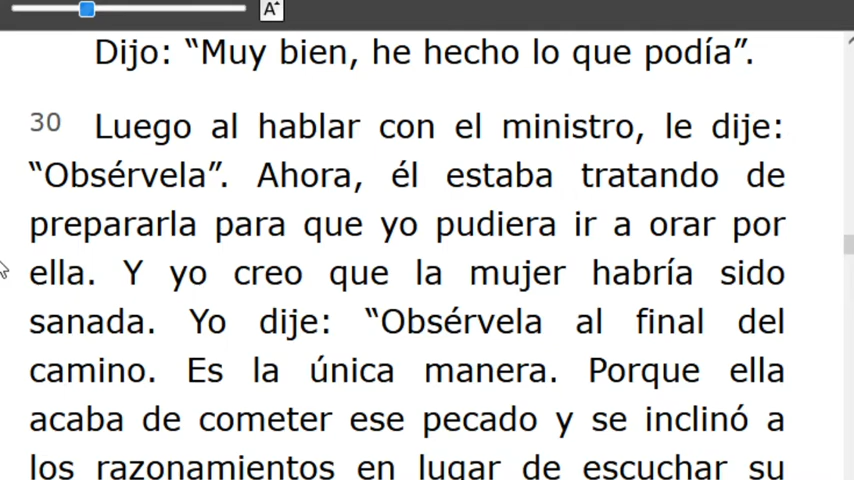 A
Dijo: “Muy bien, he hecho lo que podía”.
30 Luego al hablar con el ministro, le dije:
“Obsérvela”. Ahora, él estaba tratando de
prepararla para que yo pudiera ir a orar por
ella. Y yo creo que la mujer habría sido
sanada. Yo dije: “Obsérvela al final del
camino. Es la única manera. Porque ella
acaba de cometer ese pecado y se inclinó a
los razonamientos en lugar de escuchar su